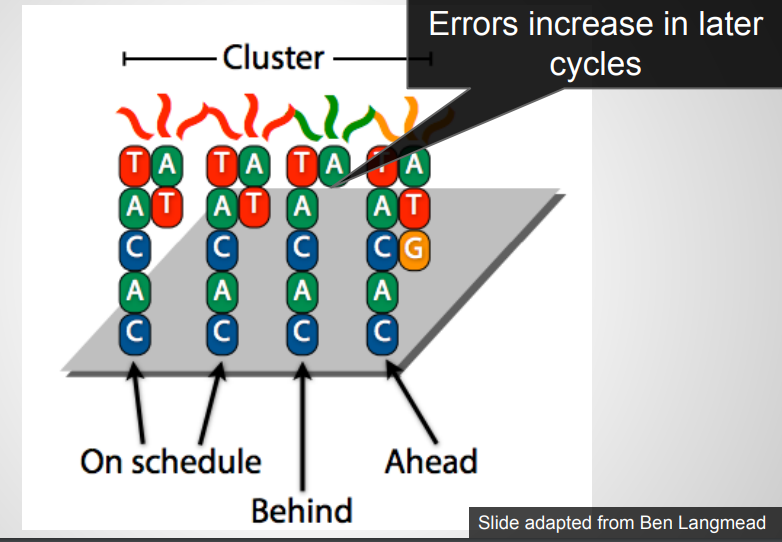 Errors increase in later
cycles
Cluster
T A T A T A T A
A T A T A A T
C C C C G
A A A A
C C C C
On schedule
Ahead
Behind
Slide adapted from Ben Langmead